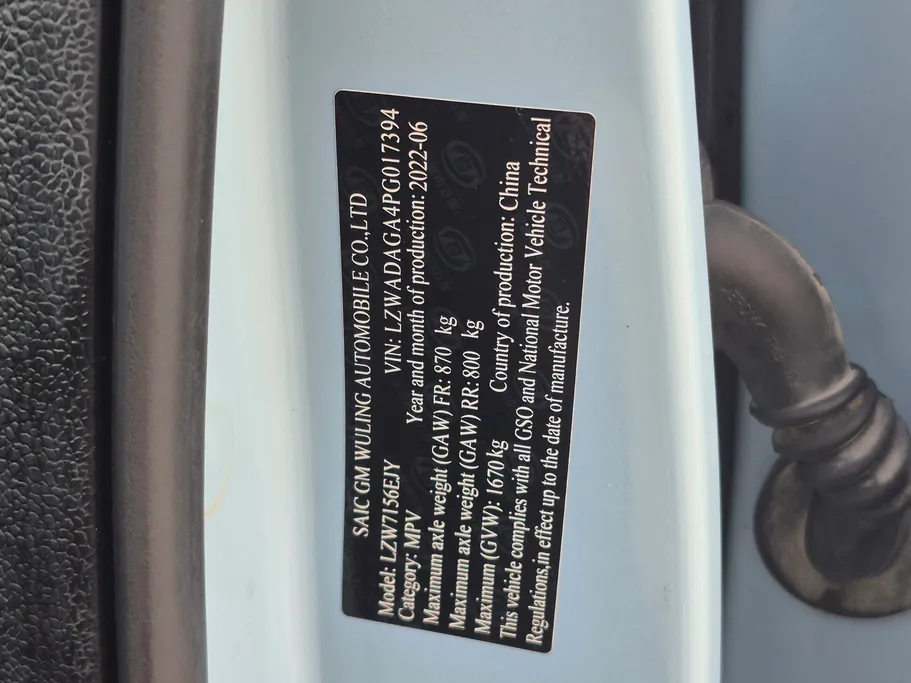 SAIC GM WULING AUTOMOBILE CO.,LTD
Model: LZW7156EJY VIN: LZWADAGA4PG017394
Category: MPV Year and month of production: 2022-06
Maximum axle weight (GAW) FR: 870 kg
Maximum axle weight (GAW) RR: 800 kg
Maximum (GVW): 1670 kg Country of production: China
This vehicle complies with all GSO and National Motor Vehicle Technical
Regulations,in effect up to the date of manufacture.